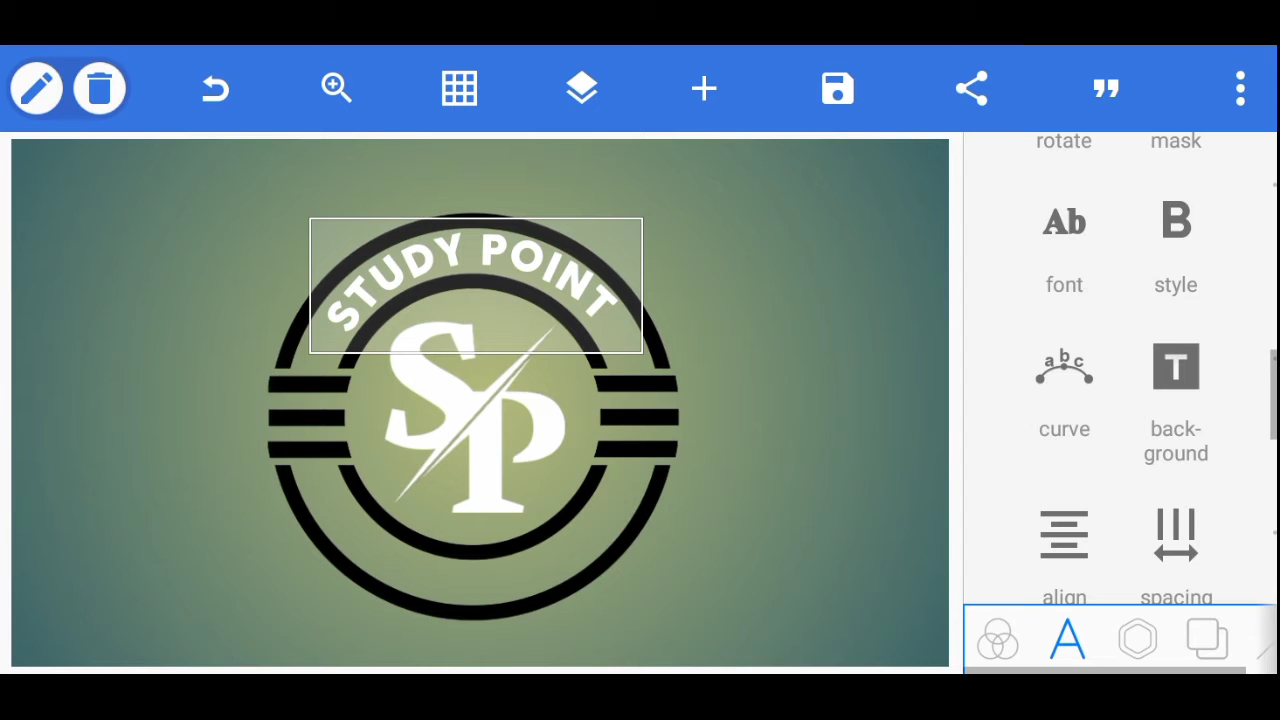 rotate mask
STUDY POINT
SP
Ab B
font style
a b c T
curve back-
ground
align spacing
A